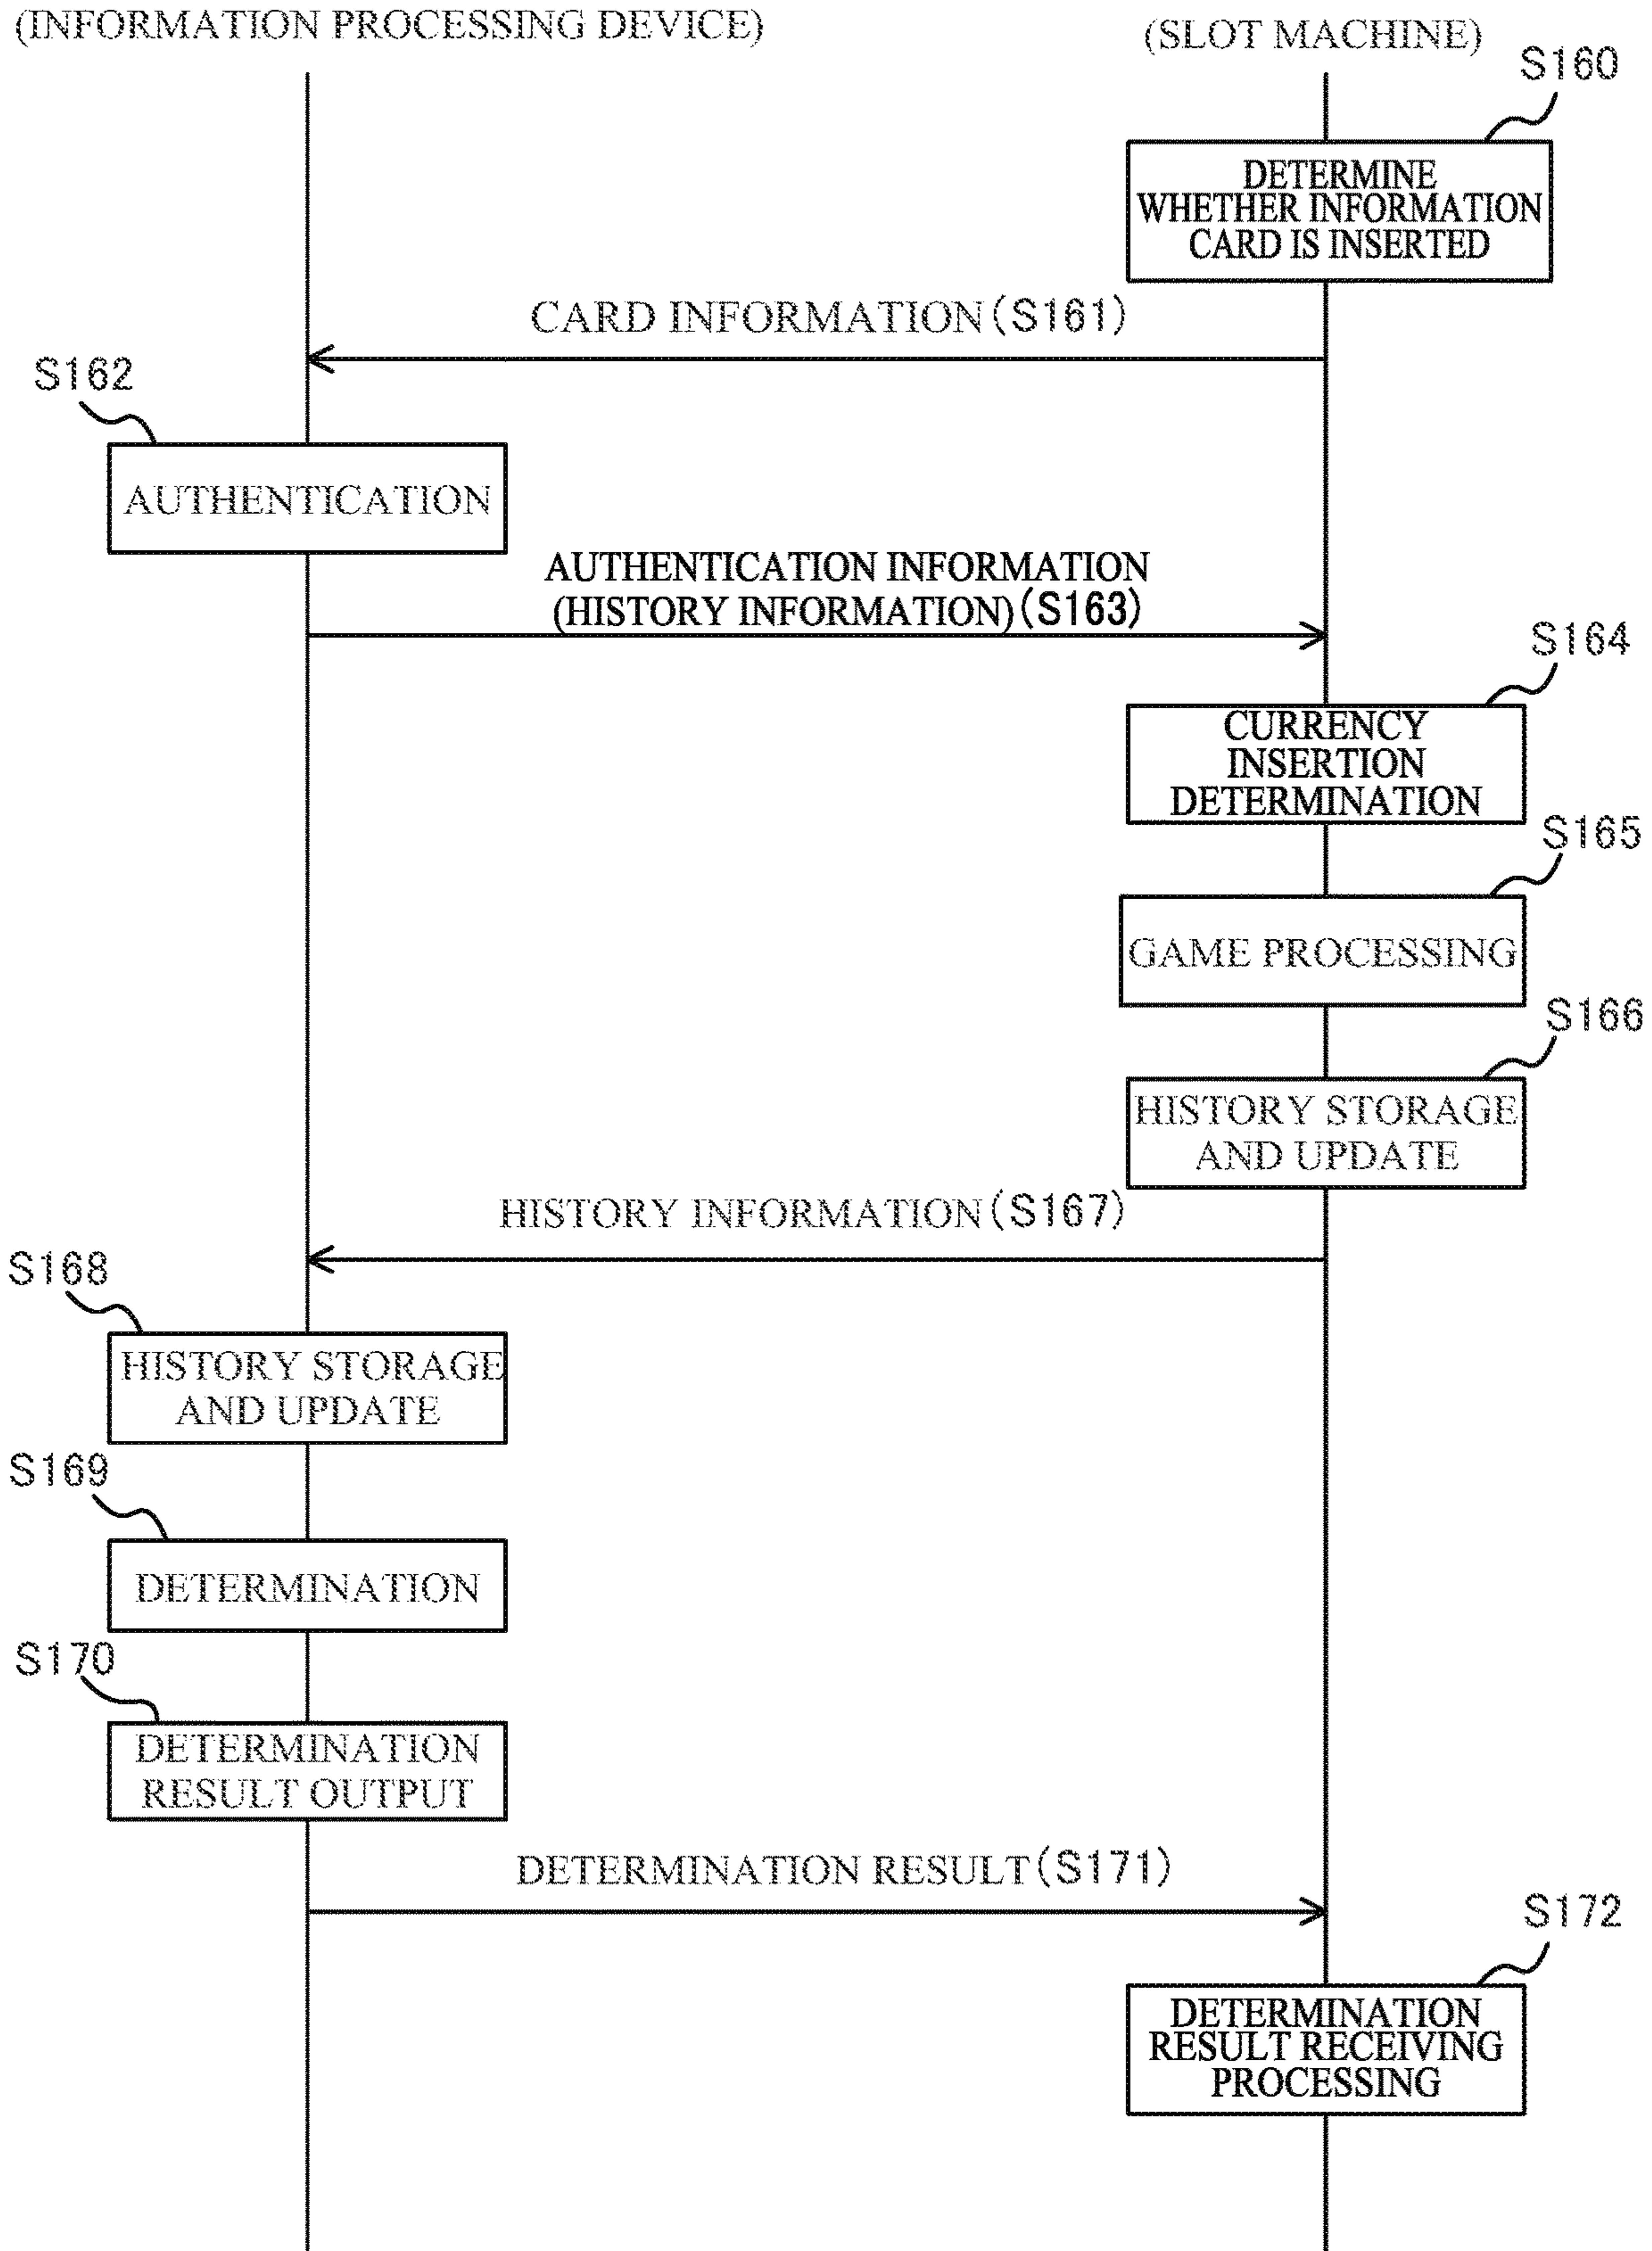 (INFORMATION PROCESSING DEVICE)
(SLOT MACHINE)
S160
DETERMINE
WHETHER INFORMATION
CARD IS INSERTED
CARD INFORMATION(S161)
S162
AUTHENTICATION
AUTHENTICATION INFORMATION
(HISTORY INFORMATION)(S163)
S164
CURRENCY
INSERTION
DETERMINATION
S165
GAME PROCESSING
S166
HISTORY STORAGE
AND UPDATE
HISTORY INFORMATION(S167)
S168
HISTORY STORAGE
AND UPDATE
S169
DETERMINATION
S170
DETERMINATION
RESULT OUTPUT
DETERMINATION RESULT(S171)
S172
DETERMINATION
RESULT RECEIVING
PROCESSING